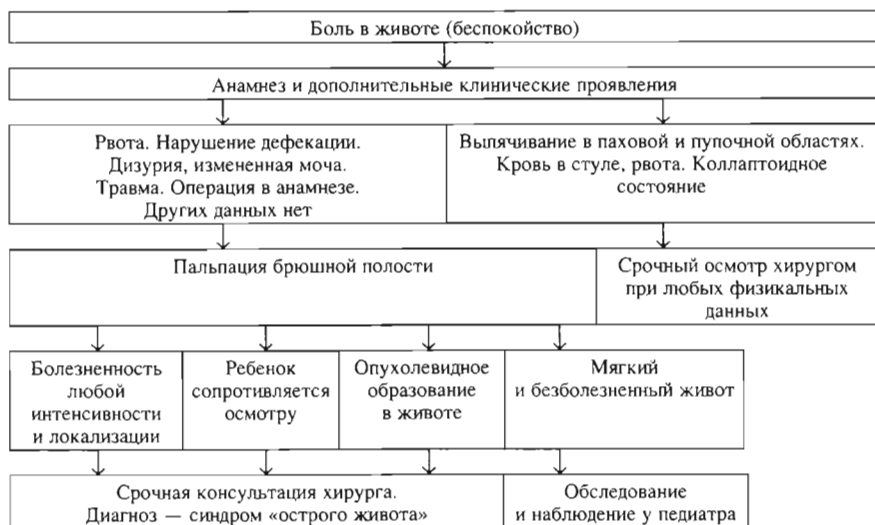 Боль в животе (беспокойство)
Анамнез и дополнительные клинические проявления
Рвота. Нарушение дефекации.
Дизурия, измененная моча.
Травма. Операция в анамнезе.
Других данных нет
Выпячивание в паховой и пупочной областях.
Кровь в стуле, рвота. Коллаптоидное
состояние
Пальпация брюшной полости
Срочный осмотр хирургом
при любых физикальных
данных
Болезненность
любой
интенсивности
и локализации
Ребенок
сопротивляется
осмотру
Опухолевидное
образование
в животе
Мягкий
и безболезненный живот
Срочная консультация хирурга.
Диагноз — синдром «острого живота»
Обследование
и наблюдение у педиатра